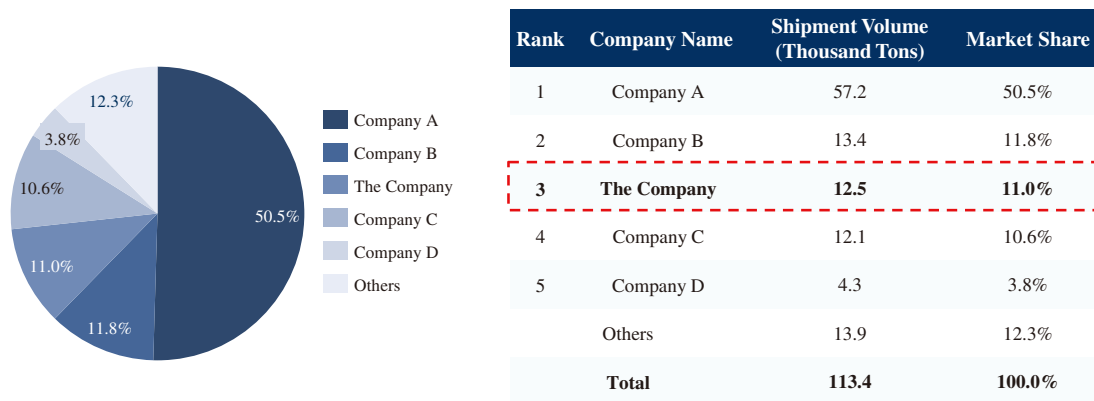 12.3%
3.8%
10.6%
11.0%
11.8%
50.5%
Company A
Company B
The Company
Company C
Company D
Others
Rank Company Name Shipment Volume (Thousand Tons) Market Share
1 Company A 57.2 50.5%
2 Company B 13.4 11.8%
3 The Company 12.5 11.0%
4 Company C 12.1 10.6%
5 Company D 4.3 3.8%
Others 13.9 12.3%
Total 113.4 100.0%